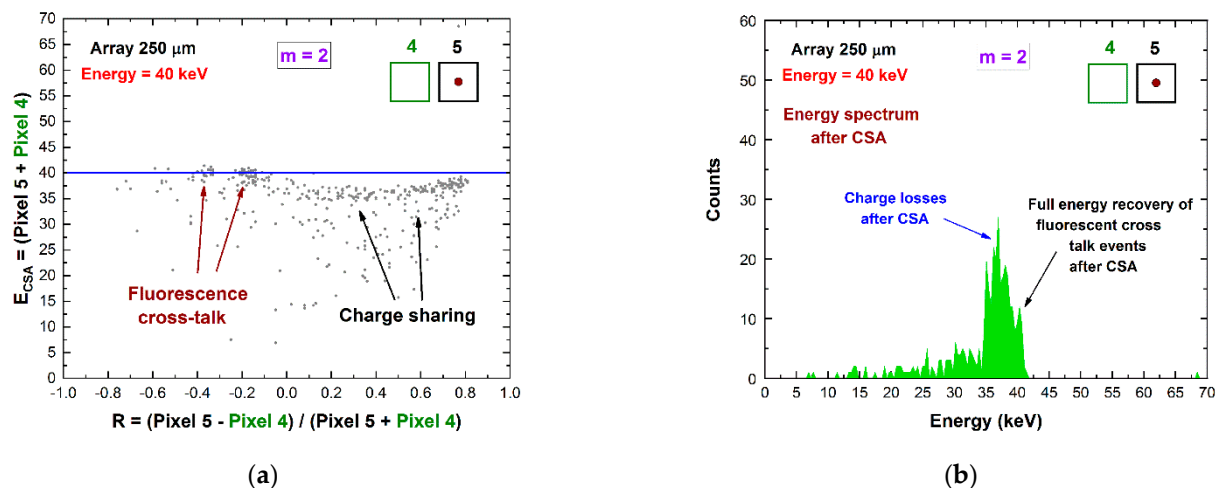 Array 250 μm
Energy = 40 keV
m = 2
4 5
Fluorescence
cross-talk
Charge sharing
E_CSA = (Pixel 5 + Pixel 4)
70
65
60
55
50
45
40
35
30
25
20
15
10
5
0
-1.0 -0.8 -0.6 -0.4 -0.2 0.0 0.2 0.4 0.6 0.8 1.0
R = (Pixel 5 - Pixel 4) / (Pixel 5 + Pixel 4)
(a)
Array 250 μm
Energy = 40 keV
m = 2
4 5
Energy spectrum
after CSA
Charge losses
after CSA
Full energy recovery of
fluorescent cross
talk events
after CSA
Counts
60
50
40
30
20
10
0
0 5 10 15 20 25 30 35 40 45 50 55 60 65 70
Energy (keV)
(b)